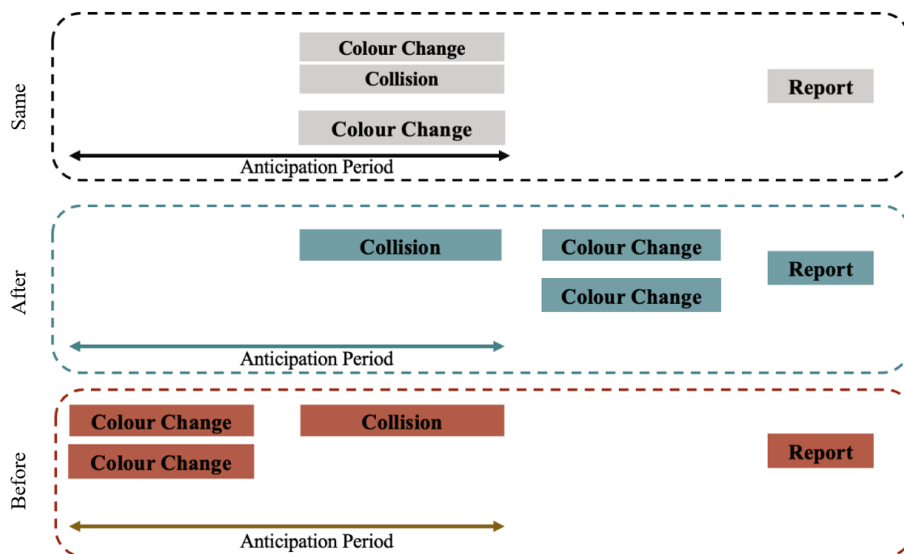 Same
Colour Change
Collision
Report
Colour Change
Anticipation Period
After
Collision
Colour Change
Report
Colour Change
Anticipation Period
Before
Colour Change
Collision
Report
Colour Change
Anticipation Period